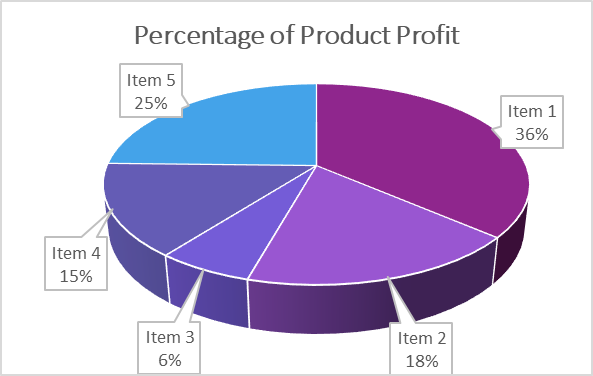 Percentage of Product Profit
Item 5
25%
Item 1
36%
Item 4
15%
Item 3
6%
Item 2
18%